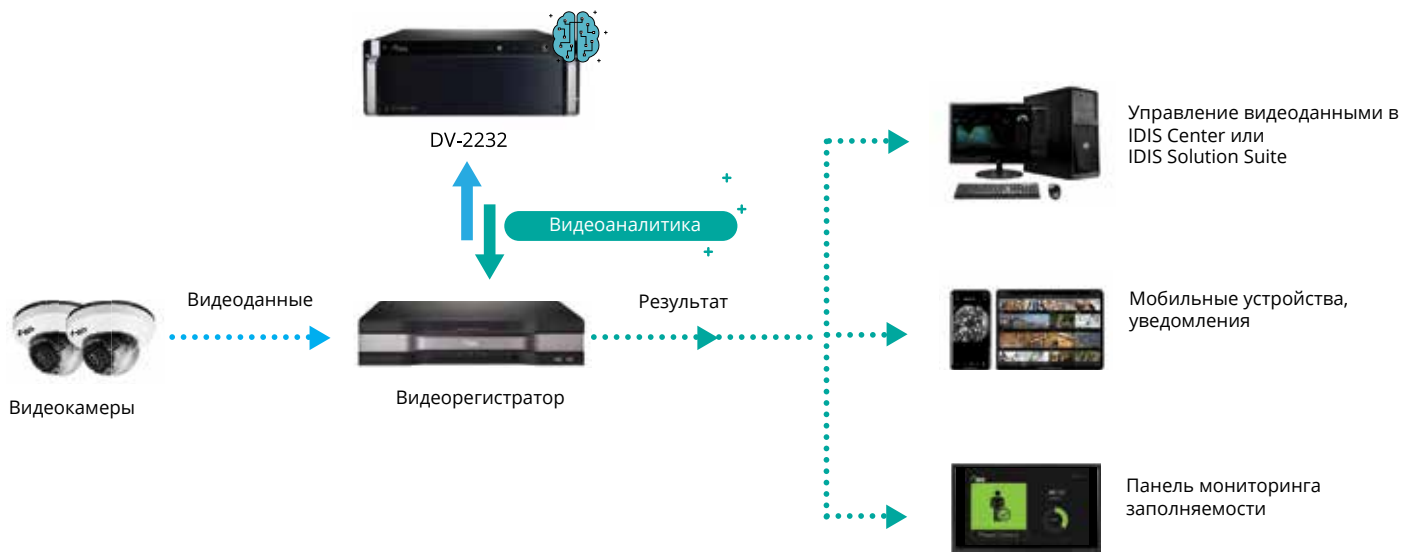 DV-2232
Управление видеоданными в
IDIS Center или
IDIS Solution Suite
Видеоаналитика
Видеоданные
Результат
Мобильные устройства,
уведомления
Видеорегистратор
Видеокамеры
Панель мониторинга
заполняемости